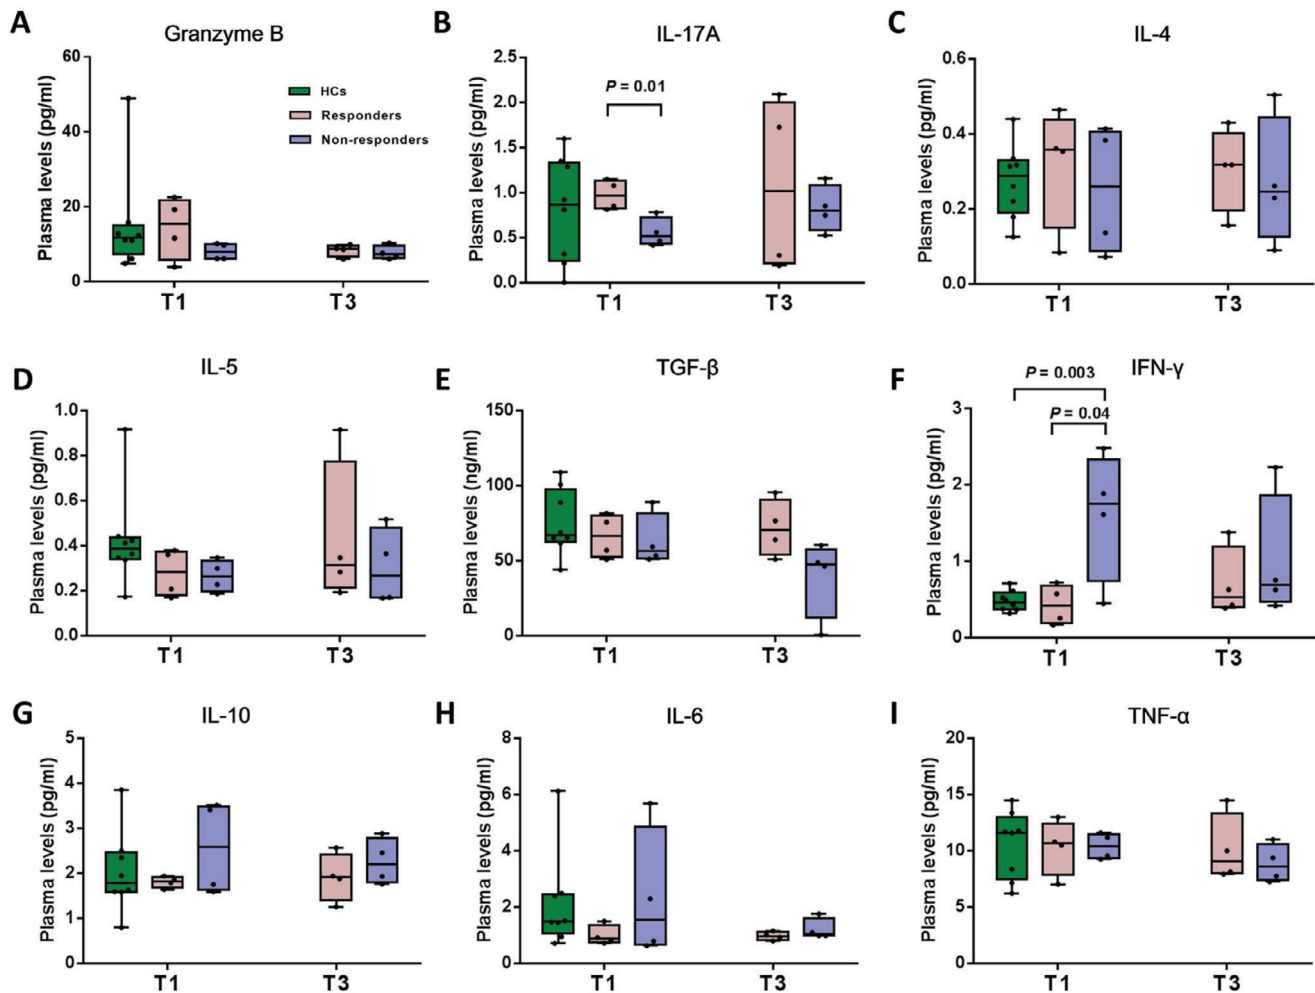 A
Granzyme B
Plasma levels (pg/ml)
60
40
20
0
HCs
Responders
Non-responders
T1
T3
B
IL-17A
Plasma levels (pg/ml)
2.5
2.0
1.5
1.0
0.5
0.0
P = 0.01
T1
T3
C
IL-4
Plasma levels (pg/ml)
0.6
0.4
0.2
0.0
T1
T3
D
IL-5
Plasma levels (pg/ml)
1.0
0.8
0.6
0.4
0.2
0.0
T1
T3
E
TGF-β
Plasma levels (ng/ml)
150
100
50
0
T1
T3
F
IFN-γ
Plasma levels (pg/ml)
3
2
1
0
P = 0.003
P = 0.04
T1
T3
G
IL-10
Plasma levels (pg/ml)
5
4
3
2
1
0
T1
T3
H
IL-6
Plasma levels (pg/ml)
8
6
4
2
0
T1
T3
I
TNF-α
Plasma levels (pg/ml)
20
15
10
5
0
T1
T3